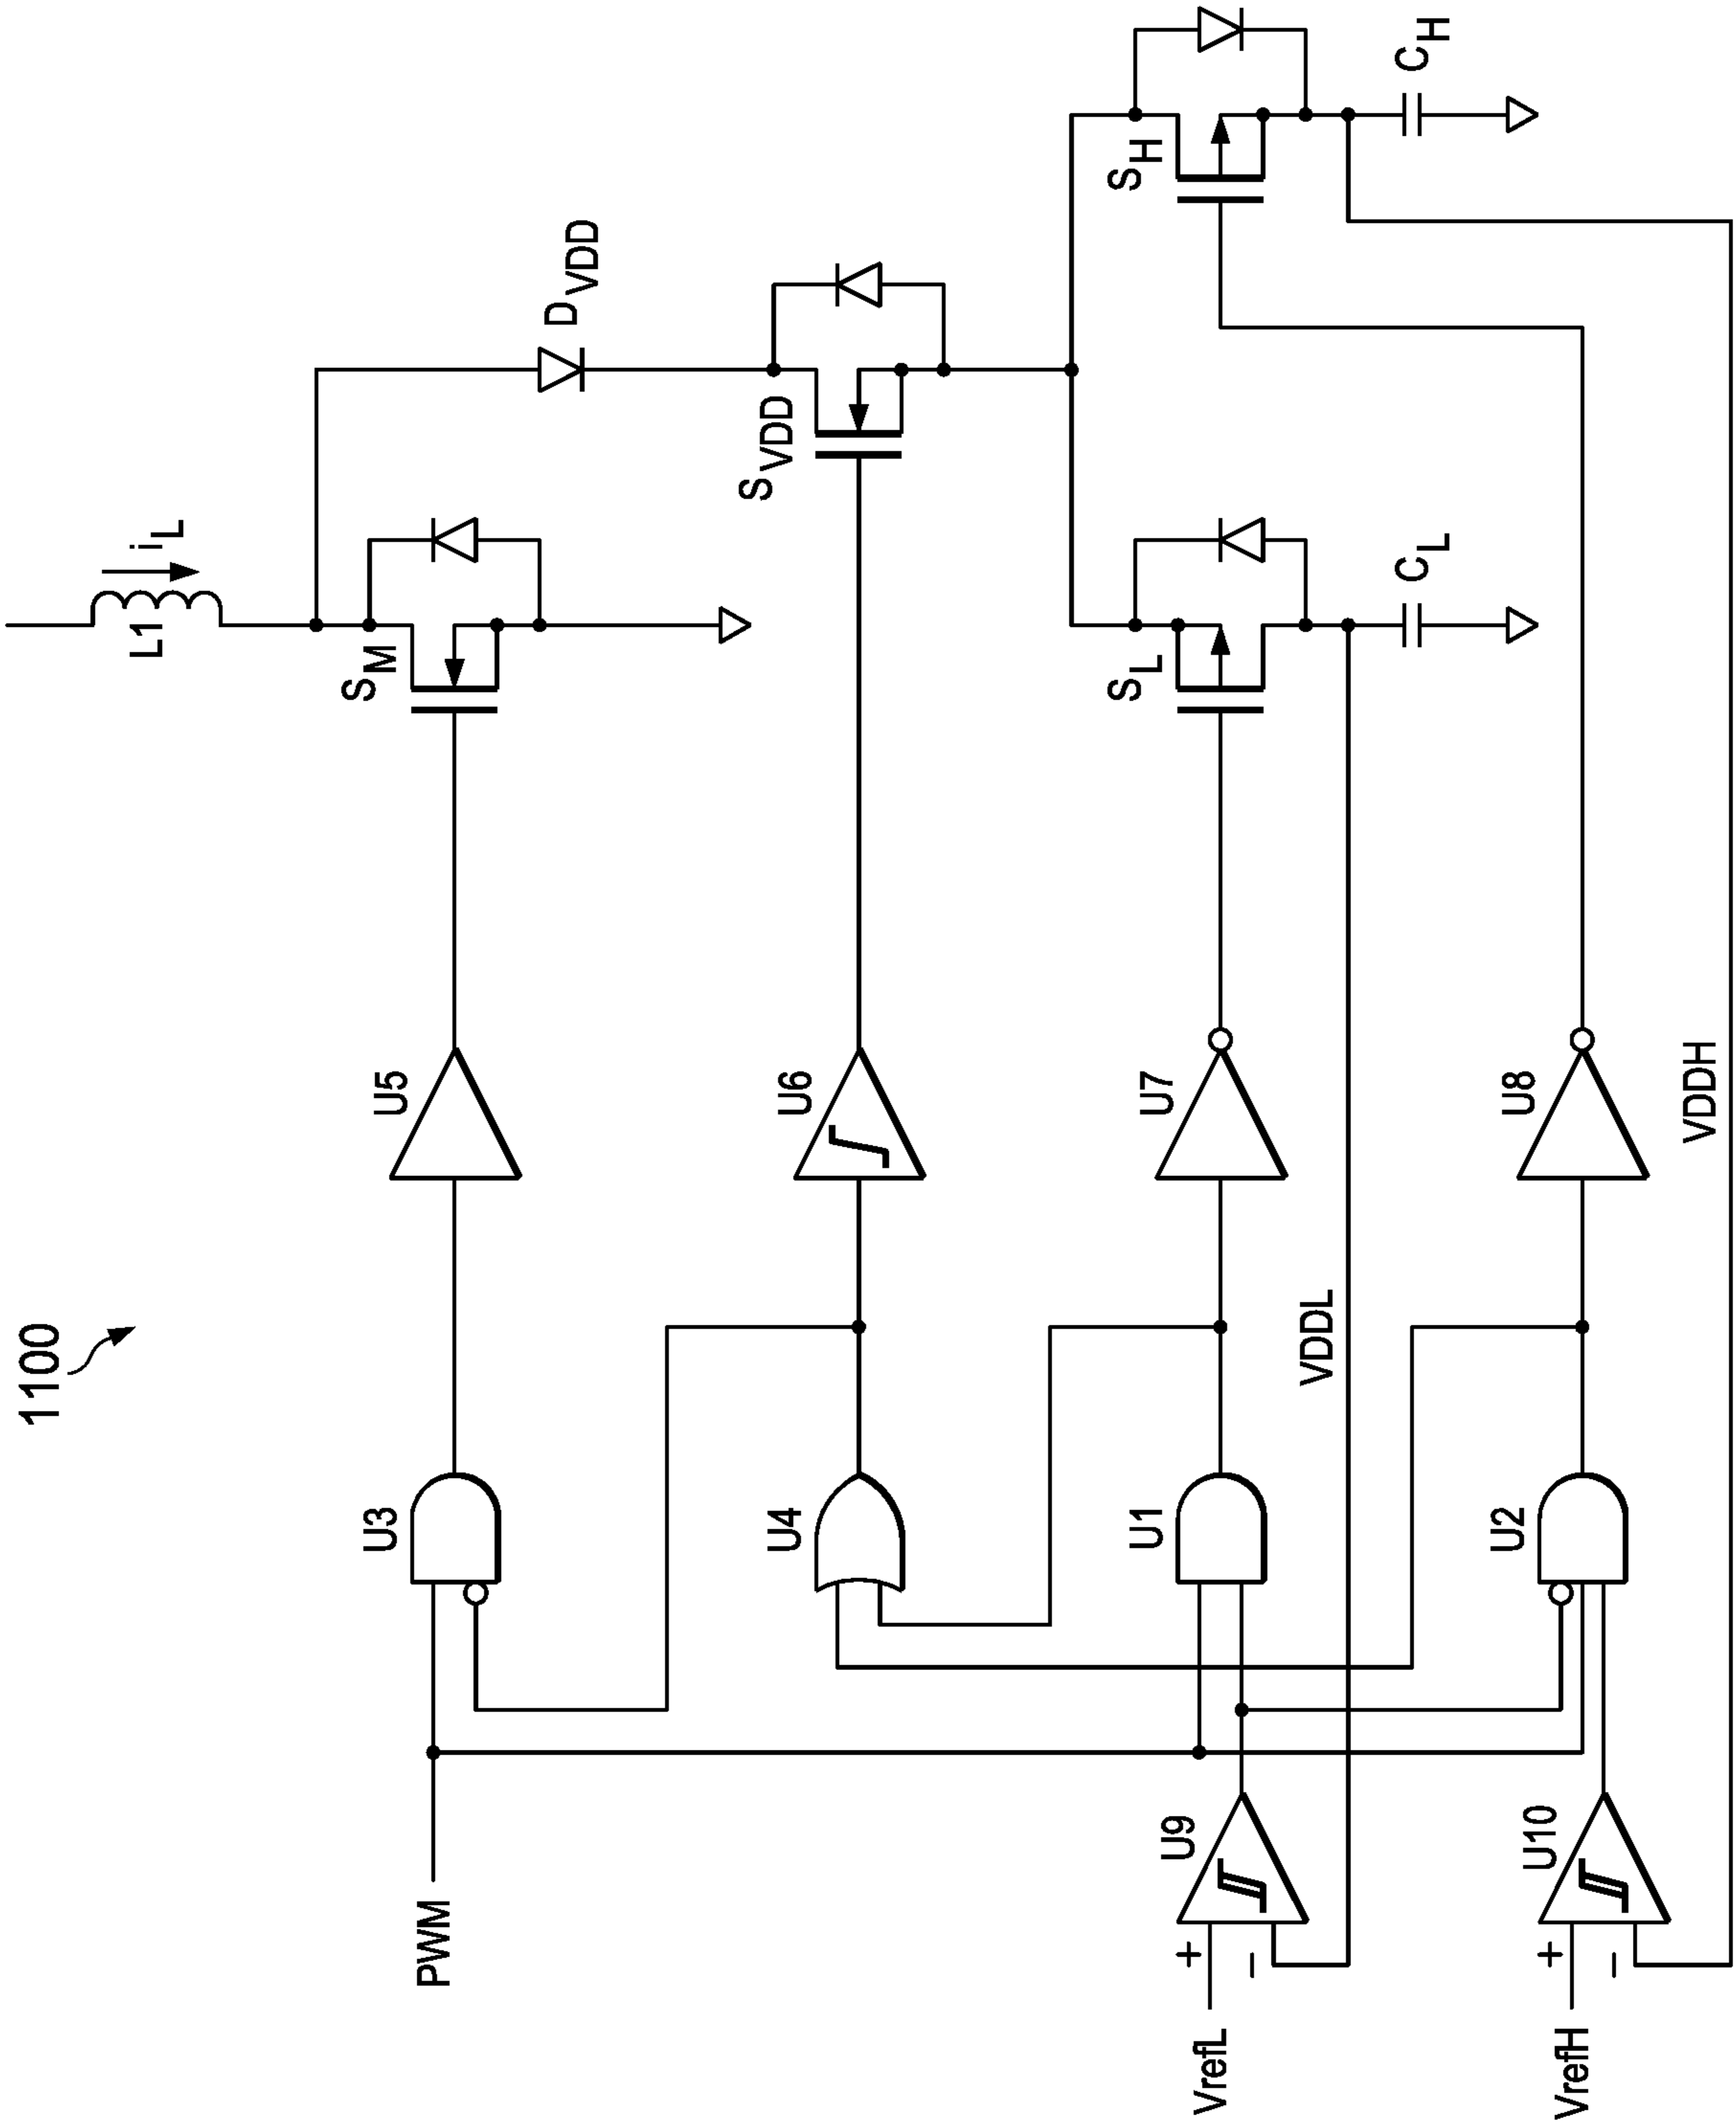 1100
L1
iL
SM
DVDD
SVDD
SL
CL
SH
CH
U5
U6
U7
U8
VDDL
VDDH
U3
U4
U1
U2
PWM
U9
U10
+
−
+
−
VrefL
VrefH